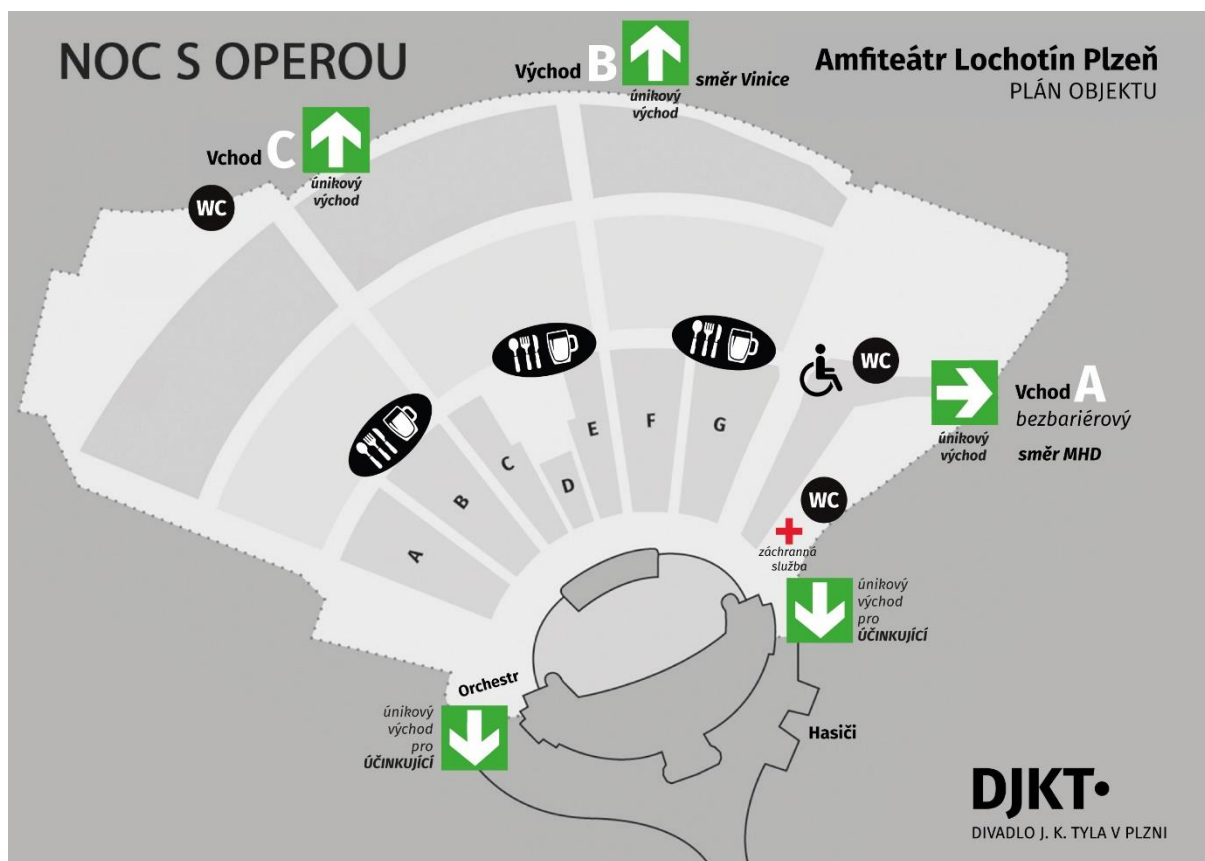 NOC S OPEROU
Východ B
směr Vinice
únikový
východ
Amfiteátr Lochotín Plzeň
PLÁN OBJEKTU
Vchod C
únikový
východ
WC
WC
Vchod A
bezbariérový
směr MHD
únikový
východ
A
B
C
D
E
F
G
WC
záchranná
služba
únikový
východ
pro
ÚČINKUJÍCÍ
Orchestr
únikový
východ
pro
ÚČINKUJÍCÍ
Hasiči
DJKT•
DIVADLO J. K. TYLA V PLZNI